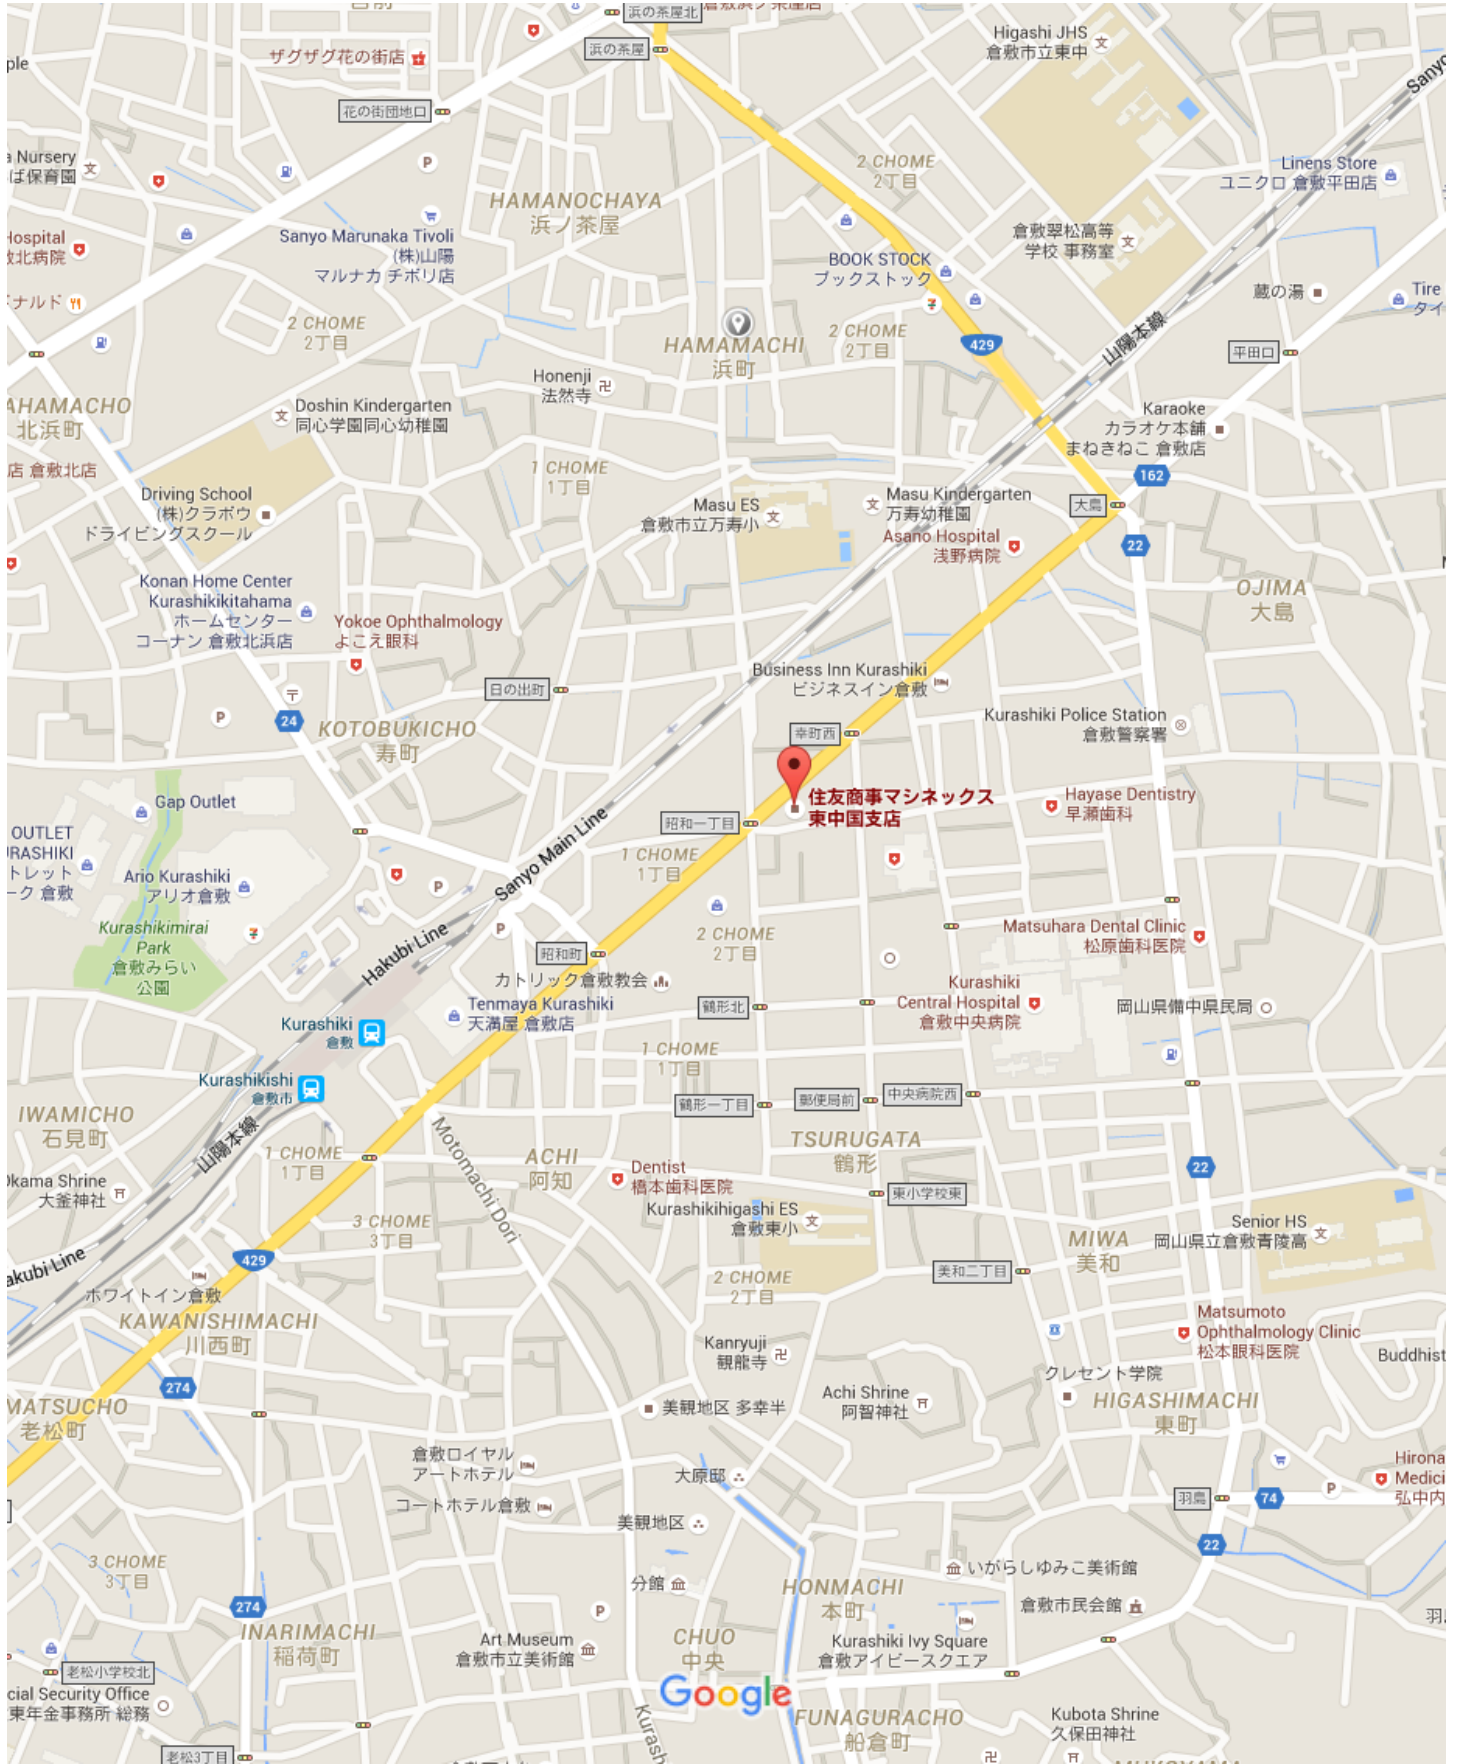 浜の茶屋北
浜の茶屋
ザグザグ花の街店
花の街団地口
Higashi JHS
倉敷市立東中
Sanyo
ple
a Nursery
ば保育園
HAMANOCHAYA
浜ノ茶屋
2 CHOME
2丁目
Linens Store
ユニクロ 倉敷平田店
Hospital
敷北病院
Sanyo Marunaka Tivoli
(株)山陽
マルナカ チボリ店
倉敷翠松高等
学校 事務室
BOOK STOCK
ブックストック
蔵の湯
Tire
タイ
ドナルド
2 CHOME
2丁目
HAMAMACHI
浜町
2 CHOME
2丁目
429
山陽本線
平田口
Honenji
法然寺
AHAMACHO
北浜町
Doshin Kindergarten
同心学園同心幼稚園
Karaoke
カラオケ本舗
まねきねこ 倉敷店
店 倉敷北店
1 CHOME
1丁目
162
Driving School
(株)クラボウ
ドライビングスクール
Masu ES
倉敷市立万寿小
Masu Kindergarten
万寿幼稚園
大島
Asano Hospital
浅野病院
22
Konan Home Center
Kurashikikitahama
ホームセンター
コーナン 倉敷北浜店
OJIMA
大島
Yokoe Ophthalmology
よこえ眼科
Business Inn Kurashiki
ビジネスイン倉敷
日の出町
24
KOTOBUKICHO
寿町
Kurashiki Police Station
倉敷警察署
幸町西
Gap Outlet
住友商事マシネックス
東中国支店
Hayase Dentistry
早瀬歯科
昭和一丁目
OUTLET
URASHIKI
トレット
ーク 倉敷
Sanyo Main Line
1 CHOME
1丁目
Ario Kurashiki
アリオ倉敷
Kurashikimirai
Park
倉敷みらい
公園
Hakubi Line
2 CHOME
2丁目
Matsuhara Dental Clinic
松原歯科医院
昭和町
カトリック倉敷教会
Kurashiki
Central Hospital
倉敷中央病院
Tenmaya Kurashiki
天満屋 倉敷店
鶴形北
岡山県備中県民局
Kurashiki
倉敷
1 CHOME
1丁目
Kurashikishi
倉敷市
鶴形一丁目
郵便局前
中央病院西
IWAMICHO
石見町
山陽本線
Motomachi Dori
TSURUGATA
鶴形
1 CHOME
1丁目
ACHI
阿知
Dentist
橋本歯科医院
22
Okama Shrine
大釜神社
東小学校東
Kurashikihigashi ES
倉敷東小
3 CHOME
3丁目
Senior HS
岡山県立倉敷青陵高
MIWA
美和
akubi Line
429
美和二丁目
ホワイトイン倉敷
2 CHOME
2丁目
KAWANISHIMACHI
川西町
Matsumoto
Ophthalmology Clinic
松本眼科医院
Kanryuji
観龍寺
Buddhist
274
クレセント学院
Achi Shrine
阿智神社
HIGASHIMACHI
東町
MATSUCHO
老松町
美観地区 多幸半
倉敷ロイヤル
アートホテル
大原邸
Hirona
Medici
弘中内
コートホテル倉敷
羽島
74
美観地区
22
3 CHOME
3丁目
いがらしゆみこ美術館
分館
HONMACHI
本町
274
倉敷市民会館
羽
INARIMACHI
稲荷町
Art Museum
倉敷市立美術館
CHUO
中央
Kurashiki Ivy Square
倉敷アイビースクエア
老松小学校北
cial Security Office
東年金事務所 総務
Google
Kurash
FUNAGURACHO
船倉町
Kubota Shrine
久保田神社
老松3丁目